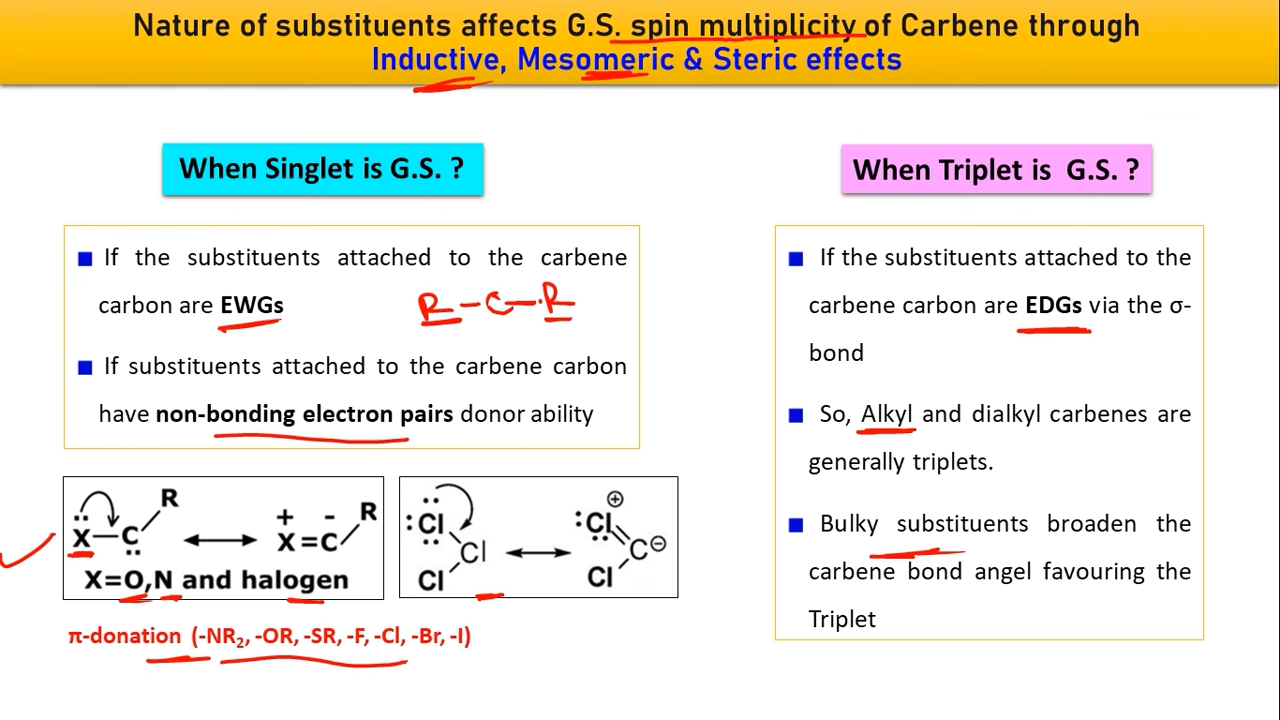 Nature of substituents affects G.S. spin multiplicity of Carbene through
Inductive, Mesomeric & Steric effects
When Singlet is G.S. ?
If the substituents attached to the carbene
carbon are EWGs
R-C-R
If substituents attached to the carbene carbon
have non-bonding electron pairs donor ability
X-C R ↔ + - X=C R
X=O,N and halogen
:Cl CI Cl ↔ :Cl ⊕ C⊖ Cl
π-donation (-NR₂, -OR, -SR, -F, -Cl, -Br, -I)
When Triplet is G.S. ?
If the substituents attached to the
carbene carbon are EDGs via the σ-
bond
So, Alkyl and dialkyl carbenes are
generally triplets.
Bulky substituents broaden the
carbene bond angel favouring the
Triplet